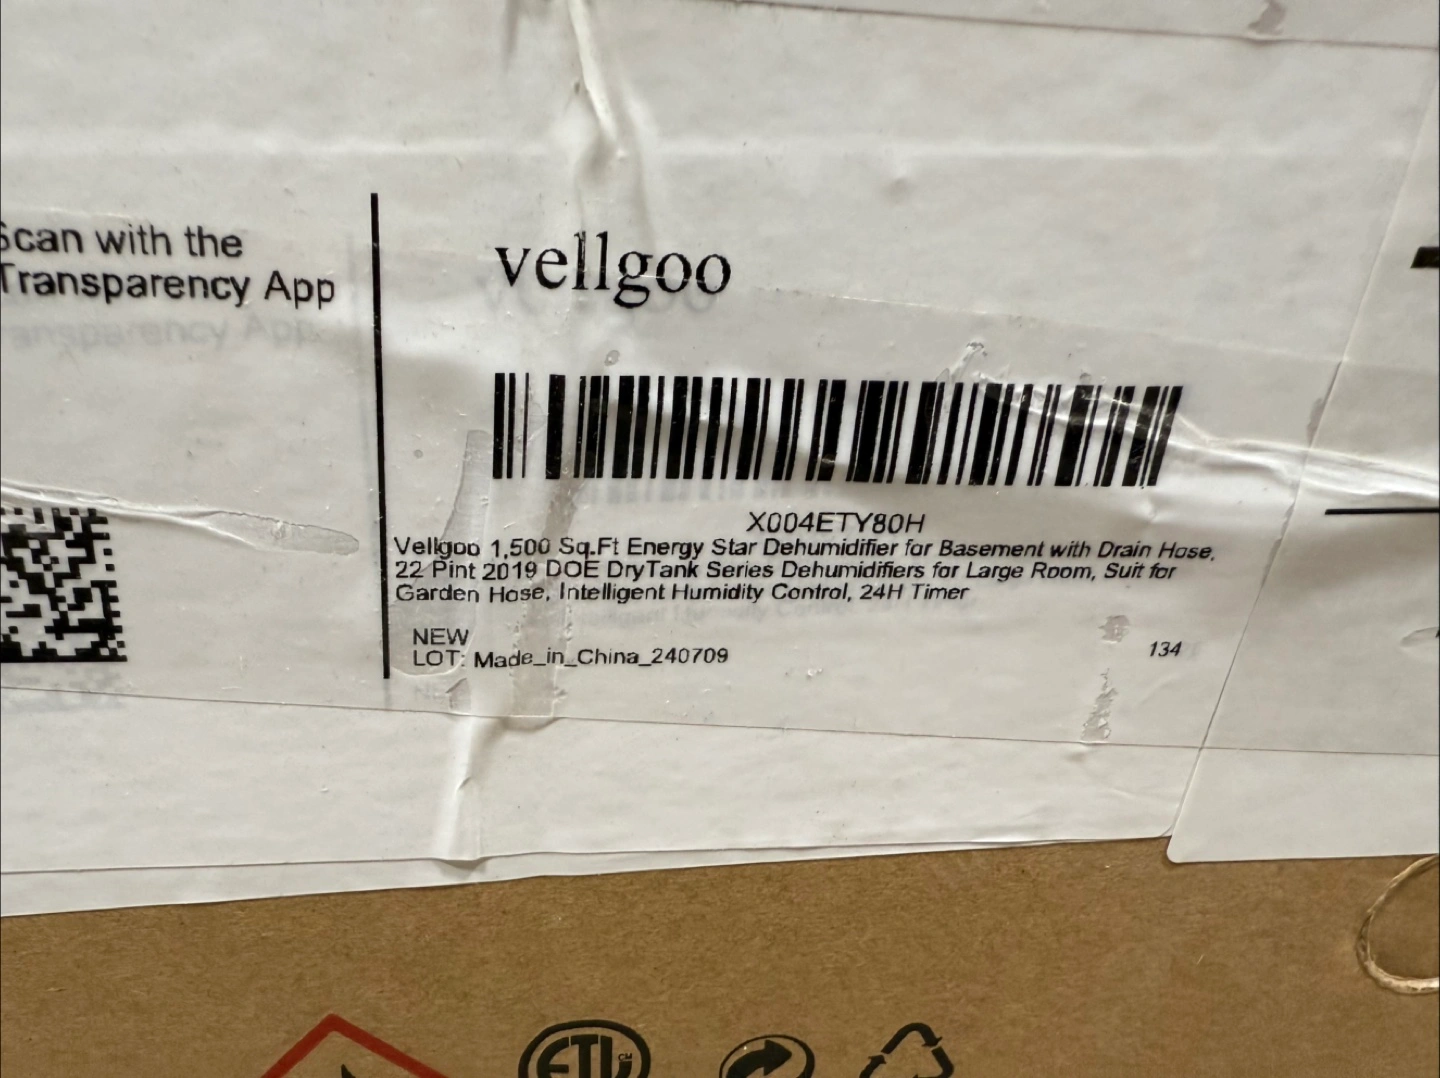 Scan with the
Transparency App
vellgoo
X004ETY80H
Vellgoo 1,500 Sq.Ft Energy Star Dehumidifier for Basement with Drain Hose,
22 Pint 2019 DOE DryTank Series Dehumidifiers for Large Room, Suit for
Garden Hose, Intelligent Humidity Control, 24H Timer
NEW
LOT: Made_in_China_240709
134
ETL CM